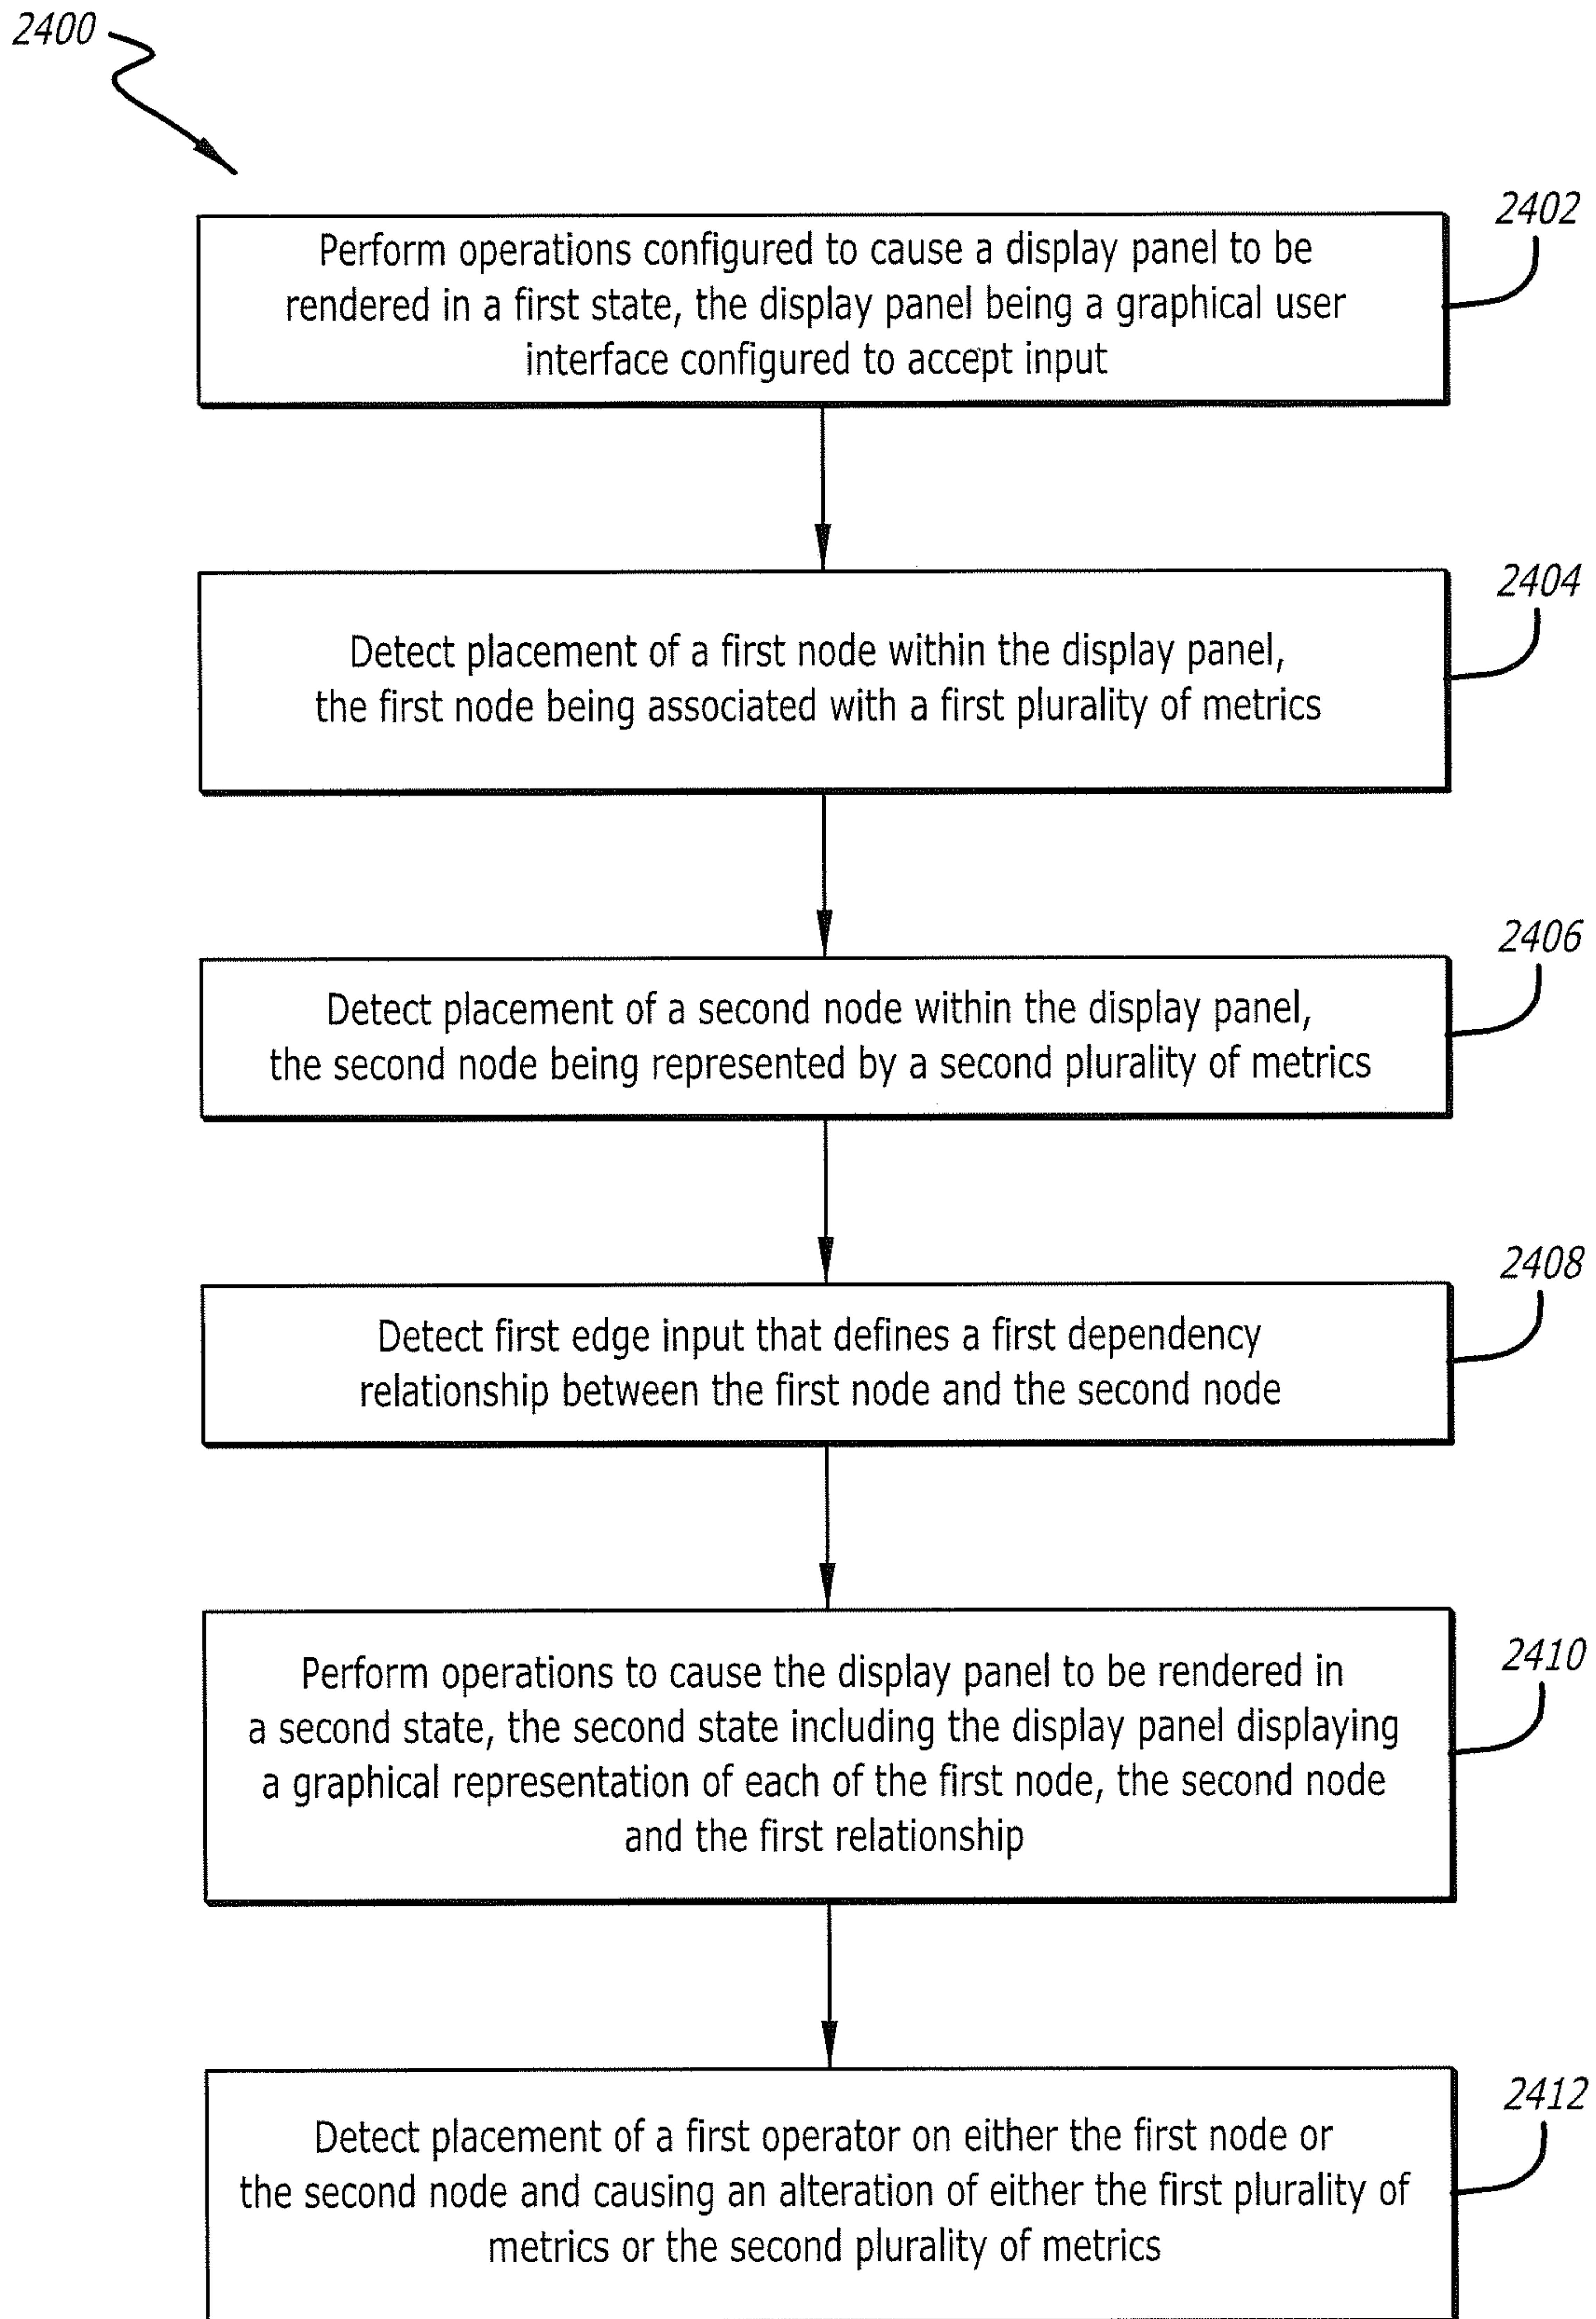 2400
2402
Perform operations configured to cause a display panel to be
rendered in a first state, the display panel being a graphical user
interface configured to accept input
2404
Detect placement of a first node within the display panel,
the first node being associated with a first plurality of metrics
2406
Detect placement of a second node within the display panel,
the second node being represented by a second plurality of metrics
2408
Detect first edge input that defines a first dependency
relationship between the first node and the second node
2410
Perform operations to cause the display panel to be rendered in
a second state, the second state including the display panel displaying
a graphical representation of each of the first node, the second node
and the first relationship
2412
Detect placement of a first operator on either the first node or
the second node and causing an alteration of either the first plurality of
metrics or the second plurality of metrics